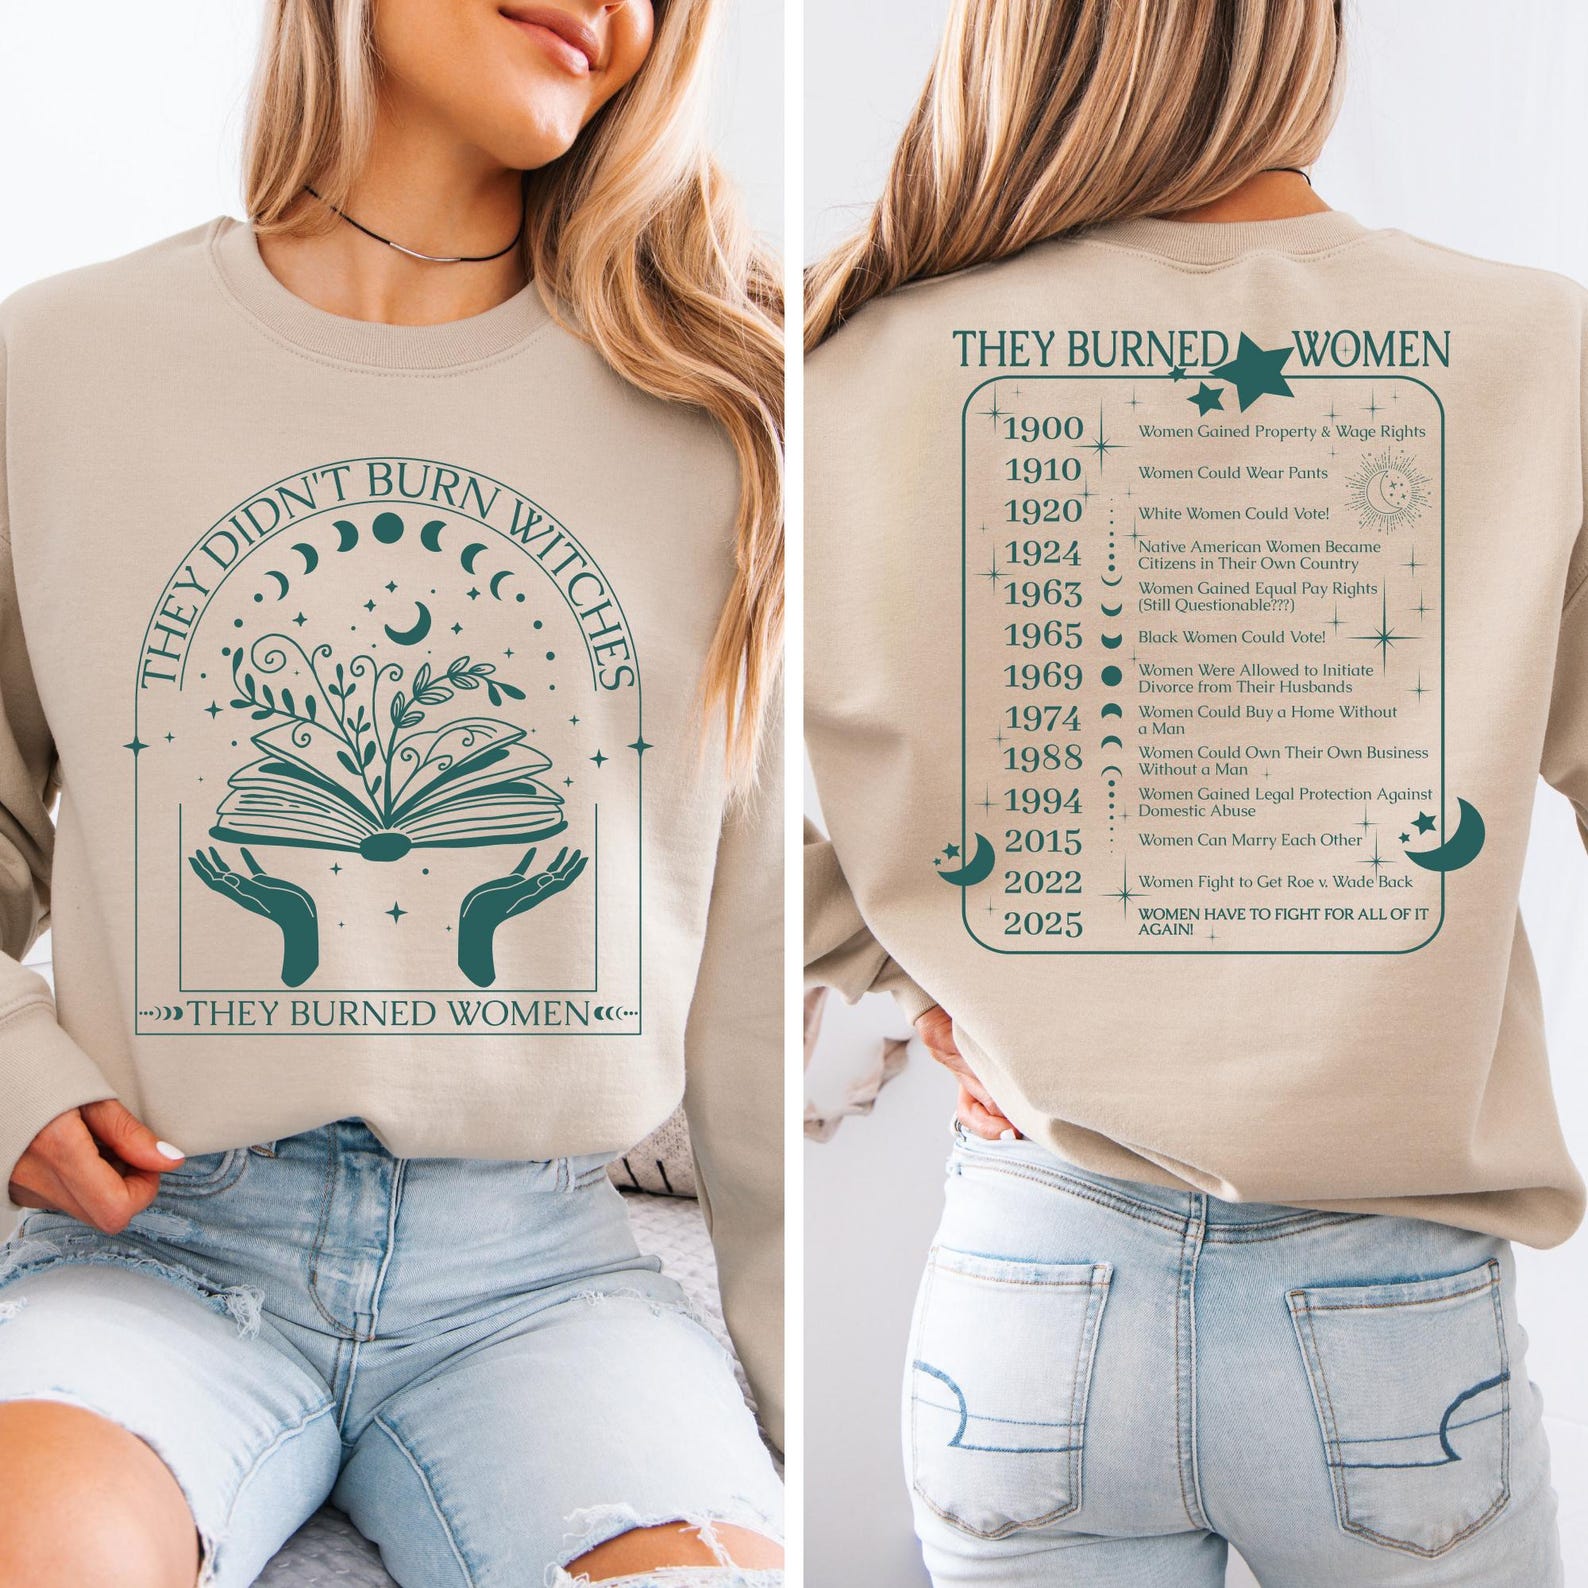 THEY DIDN'T BURN WITCHES
THEY BURNED WOMEN
THEY BURNED WOMEN
1900 Women Gained Property & Wage Rights
1910 Women Could Wear Pants
1920 White Women Could Vote!
1924 Native American Women Became
Citizens in Their Own Country
1963 Women Gained Equal Pay Rights
(Still Questionable???)
1965 Black Women Could Vote!
1969 Women Were Allowed to Initiate
Divorce from Their Husbands
1974 Women Could Buy a Home Without
a Man
1988 Women Could Own Their Own Business
Without a Man
1994 Women Gained Legal Protection Against
Domestic Abuse
2015 Women Can Marry Each Other
2022 Women Fight to Get Roe v. Wade Back
2025 WOMEN HAVE TO FIGHT FOR ALL OF IT
AGAIN!